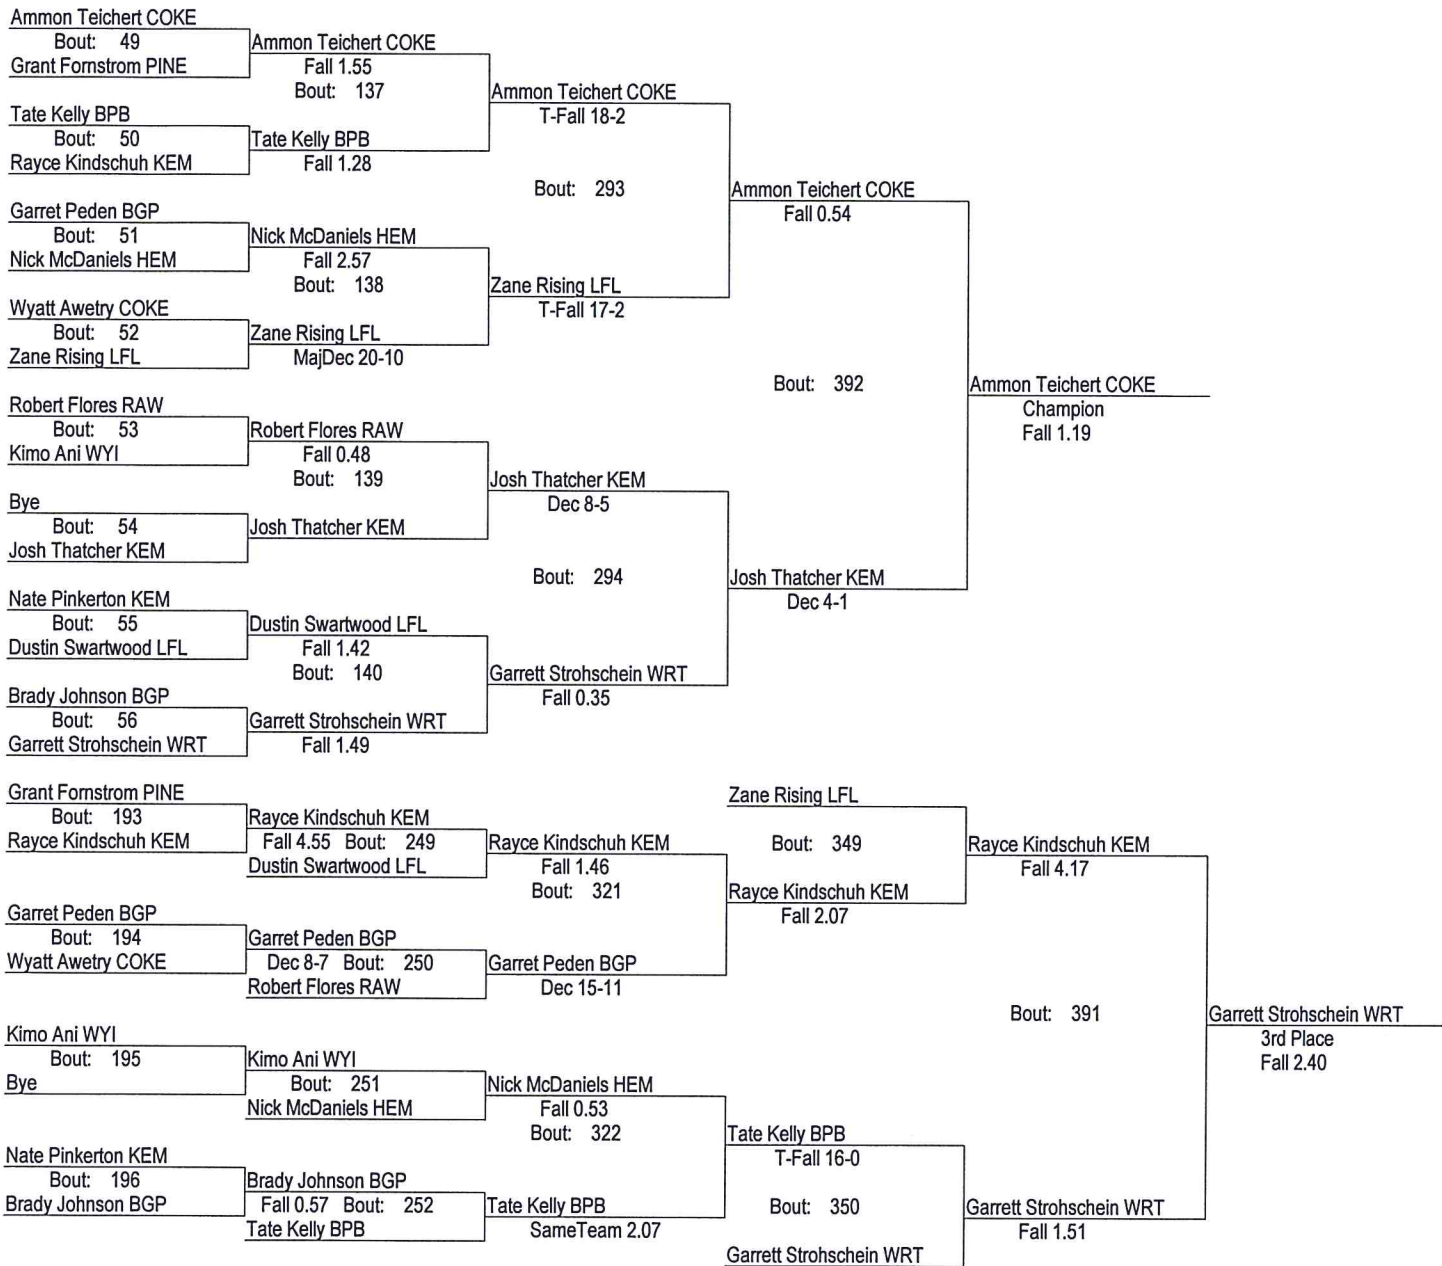 Ammon Teichert COKE
Bout: 49
Grant Fornstrom PINE
Ammon Teichert COKE
Fall 1.55
Bout: 137
Tate Kelly BPB
Bout: 50
Rayce Kindschuh KEM
Tate Kelly BPB
Fall 1.28
Ammon Teichert COKE
T-Fall 18-2
Bout: 293
Garret Peden BGP
Bout: 51
Nick McDaniels HEM
Nick McDaniels HEM
Fall 2.57
Bout: 138
Wyatt Awetry COKE
Bout: 52
Zane Rising LFL
Zane Rising LFL
MajDec 20-10
Zane Rising LFL
T-Fall 17-2
Ammon Teichert COKE
Fall 0.54
Bout: 392
Robert Flores RAW
Bout: 53
Kimo Ani WYI
Robert Flores RAW
Fall 0.48
Bout: 139
Bye
Bout: 54
Josh Thatcher KEM
Josh Thatcher KEM
Josh Thatcher KEM
Dec 8-5
Bout: 294
Nate Pinkerton KEM
Bout: 55
Dustin Swartwood LFL
Dustin Swartwood LFL
Fall 1.42
Bout: 140
Brady Johnson BGP
Bout: 56
Garrett Strohschein WRT
Garrett Strohschein WRT
Fall 1.49
Garrett Strohschein WRT
Fall 0.35
Josh Thatcher KEM
Dec 4-1
Ammon Teichert COKE
Champion
Fall 1.19
Grant Fornstrom PINE
Bout: 193
Rayce Kindschuh KEM
Rayce Kindschuh KEM
Fall 4.55 Bout: 249
Dustin Swartwood LFL
Rayce Kindschuh KEM
Fall 1.46
Bout: 321
Garret Peden BGP
Bout: 194
Wyatt Awetry COKE
Garret Peden BGP
Dec 8-7 Bout: 250
Robert Flores RAW
Garret Peden BGP
Dec 15-11
Zane Rising LFL
Bout: 349
Rayce Kindschuh KEM
Fall 2.07
Rayce Kindschuh KEM
Fall 4.17
Bout: 391
Kimo Ani WYI
Bout: 195
Bye
Kimo Ani WYI
Bout: 251
Nick McDaniels HEM
Nick McDaniels HEM
Fall 0.53
Bout: 322
Nate Pinkerton KEM
Bout: 196
Brady Johnson BGP
Brady Johnson BGP
Fall 0.57 Bout: 252
Tate Kelly BPB
Tate Kelly BPB
SameTeam 2.07
Tate Kelly BPB
T-Fall 16-0
Bout: 350
Garrett Strohschein WRT
Garrett Strohschein WRT
Fall 1.51
Garrett Strohschein WRT
3rd Place
Fall 2.40